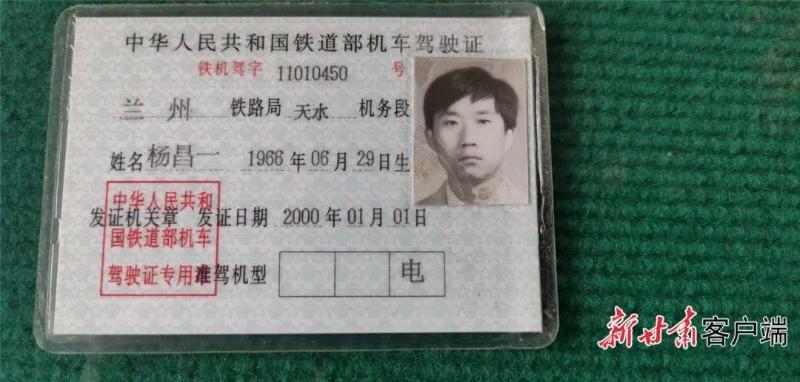 中华人民共和国铁道部机车驾驶证
铁机驾字 11010450 号
兰州 铁路局 天水 机务段
姓名 杨昌一 1966 年 06 月 29 日生
发证机关章 发证日期 2000 年 01 月 01 日
中华人民共和
国铁道部机车
驾驶证专用章
准驾机型 电
新甘肃客户端